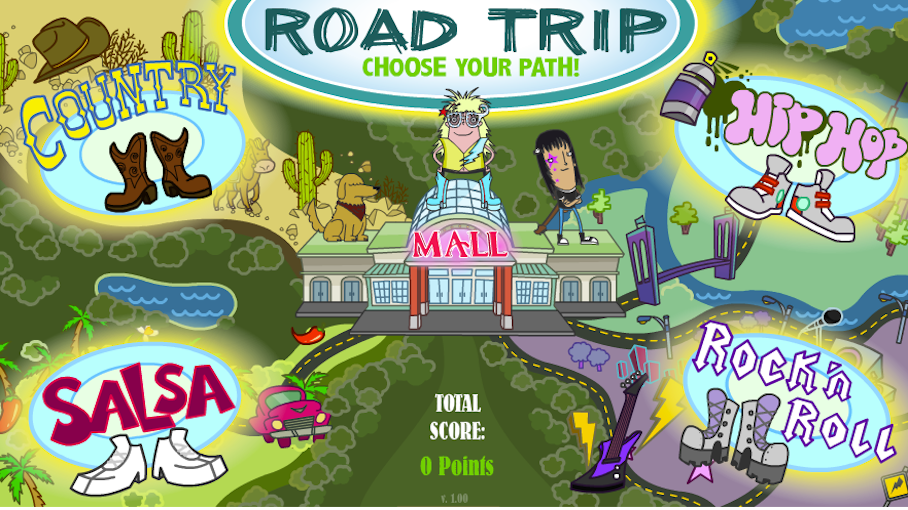 ROAD TRIP
CHOOSE YOUR PATH!
COUNTRY
HIP HOP
MALL
SALSA
ROCK'n
ROLL
TOTAL
SCORE:
0 Points
v. 1.00